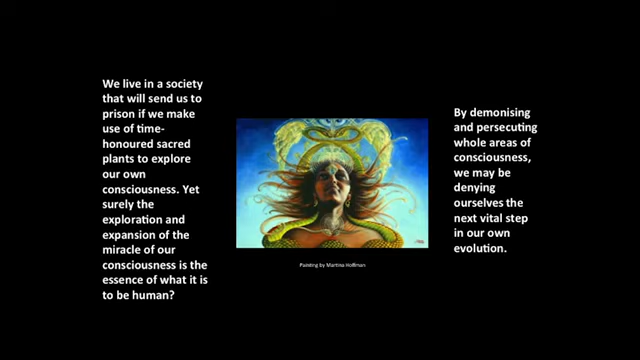 We live in a society
that will send us to
prison if we make
use of time-
honoured sacred
plants to explore
our own
consciousness. Yet
surely the
exploration and
expansion of the
miracle of our
consciousness is the
essence of what it is
to be human?
Painting by Martina Hoffman
By demonising
and persecuting
whole areas of
consciousness,
we may be
denying
ourselves the
next vital step
in our own
evolution.